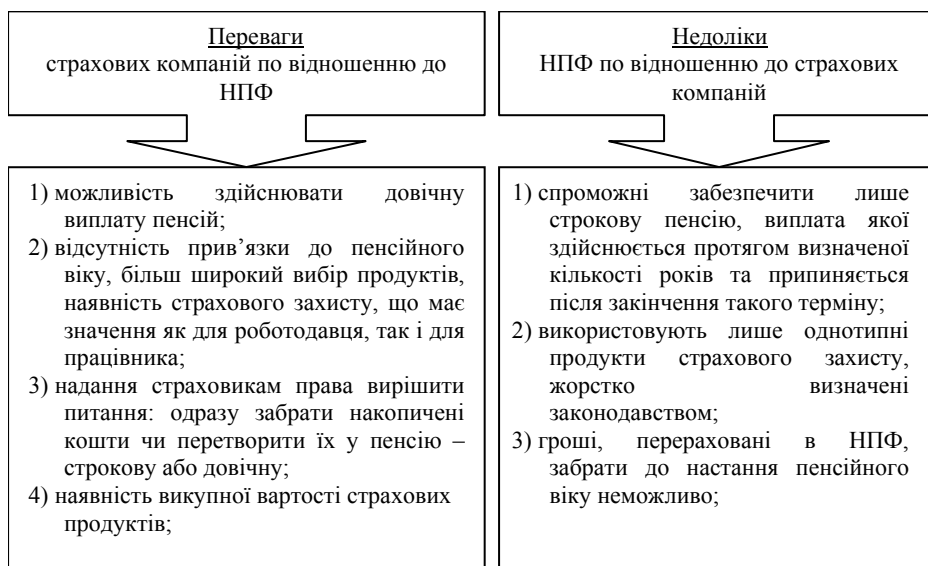 Переваги
страхових компаній по відношенню до
НПФ
1) можливість здійснювати довічну
виплату пенсій;
2) відсутність прив’язки до пенсійного
віку, більш широкий вибір продуктів,
наявність страхового захисту, що має
значення як для роботодавця, так і для
працівника;
3) надання страховикам права вирішити
питання: одразу забрати накопичені
кошти чи перетворити їх у пенсію –
строкову або довічну;
4) наявність викупної вартості страхових
продуктів;
Недоліки
НПФ по відношенню до страхових
компаній
1) спроможні забезпечити лише
строкову пенсію, виплата якої
здійснюється протягом визначеної
кількості років та припиняється
після закінчення такого терміну;
2) використовують лише однотипні
продукти страхового захисту,
жорстко визначені
законодавством;
3) гроші, перераховані в НПФ,
забрати до настання пенсійного
віку неможливо;